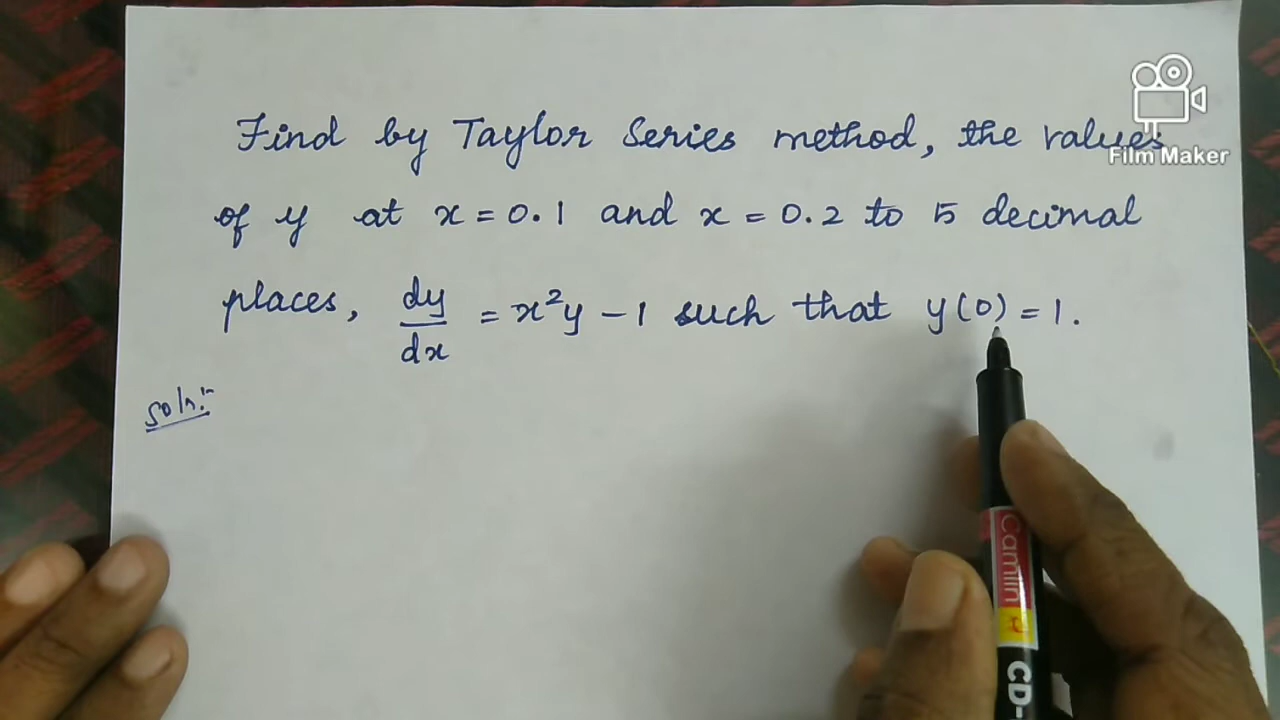 Find by Taylor Series method, the values
Film Maker
of y at x = 0.1 and x = 0.2 to 5 decimal
places, dy/dx = x²y − 1 such that y(0) = 1.
Soln:-
Camlin
CD-